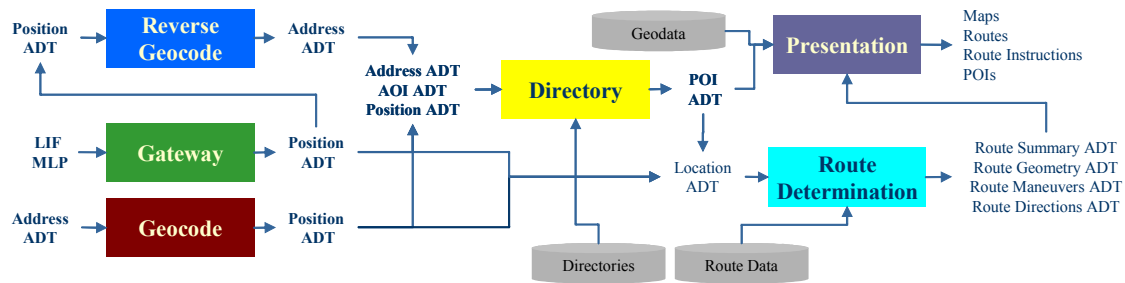 Position
ADT
Reverse
Geocode
Address
ADT
Geodata
Presentation
Maps
Routes
Route Instructions
POIs
Address ADT
AOI ADT
Position ADT
Directory
POI
ADT
LIF
MLP
Gateway
Position
ADT
Location
ADT
Route
Determination
Route Summary ADT
Route Geometry ADT
Route Maneuvers ADT
Route Directions ADT
Address
ADT
Geocode
Position
ADT
Directories
Route Data